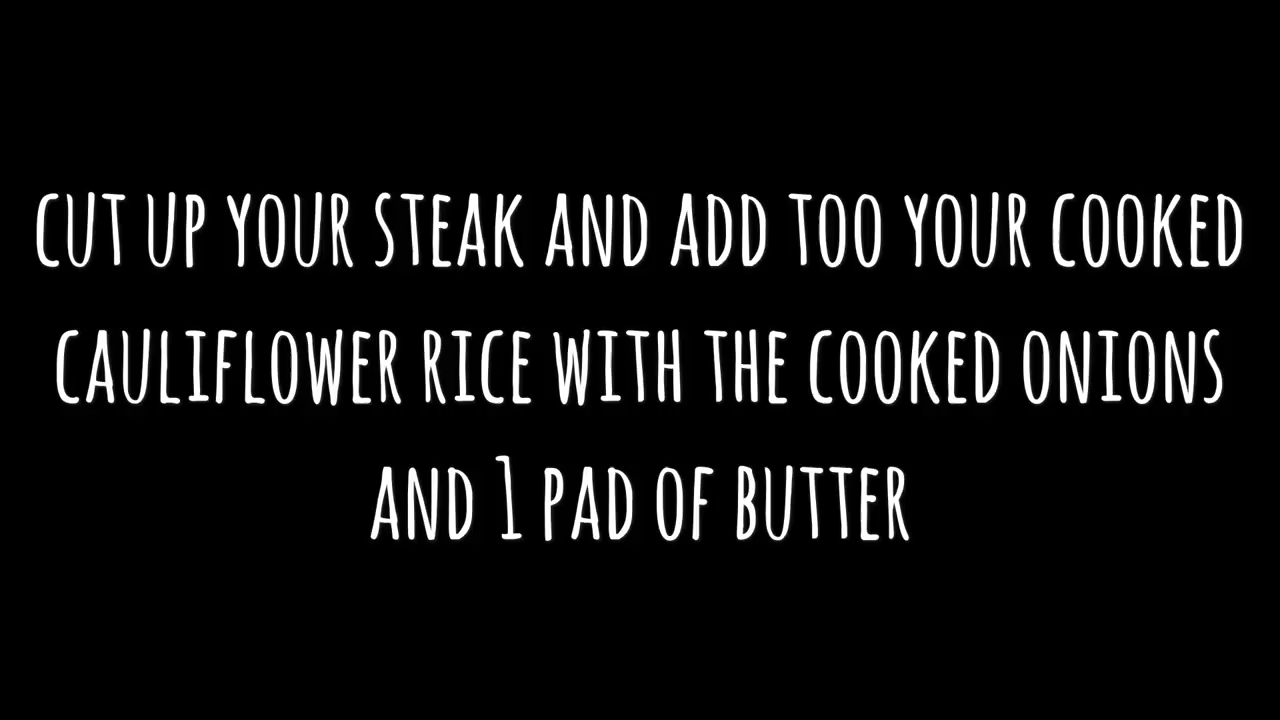 CUT UP YOUR STEAK AND ADD TOO YOUR COOKED
CAULIFLOWER RICE WITH THE COOKED ONIONS
AND 1 PAD OF BUTTER